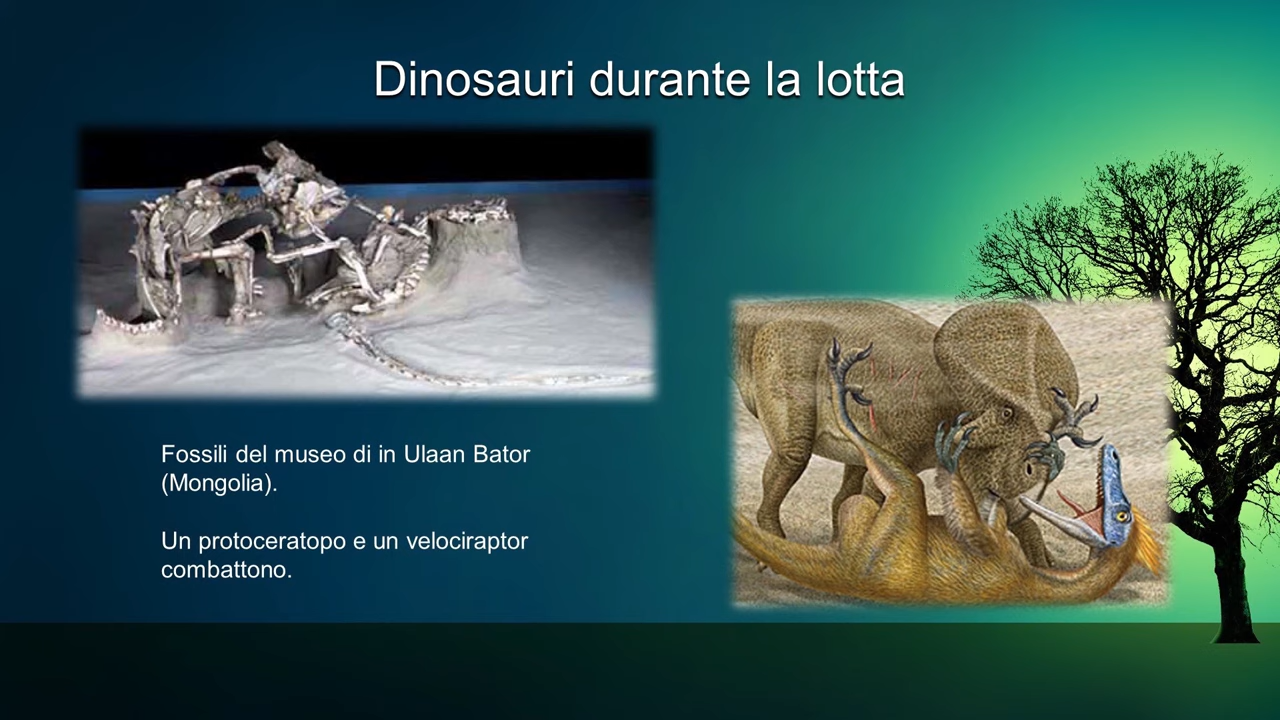 Dinosauri durante la lotta
Fossili del museo di in Ulaan Bator
(Mongolia).
Un protoceratopo e un velociraptor
combattono.